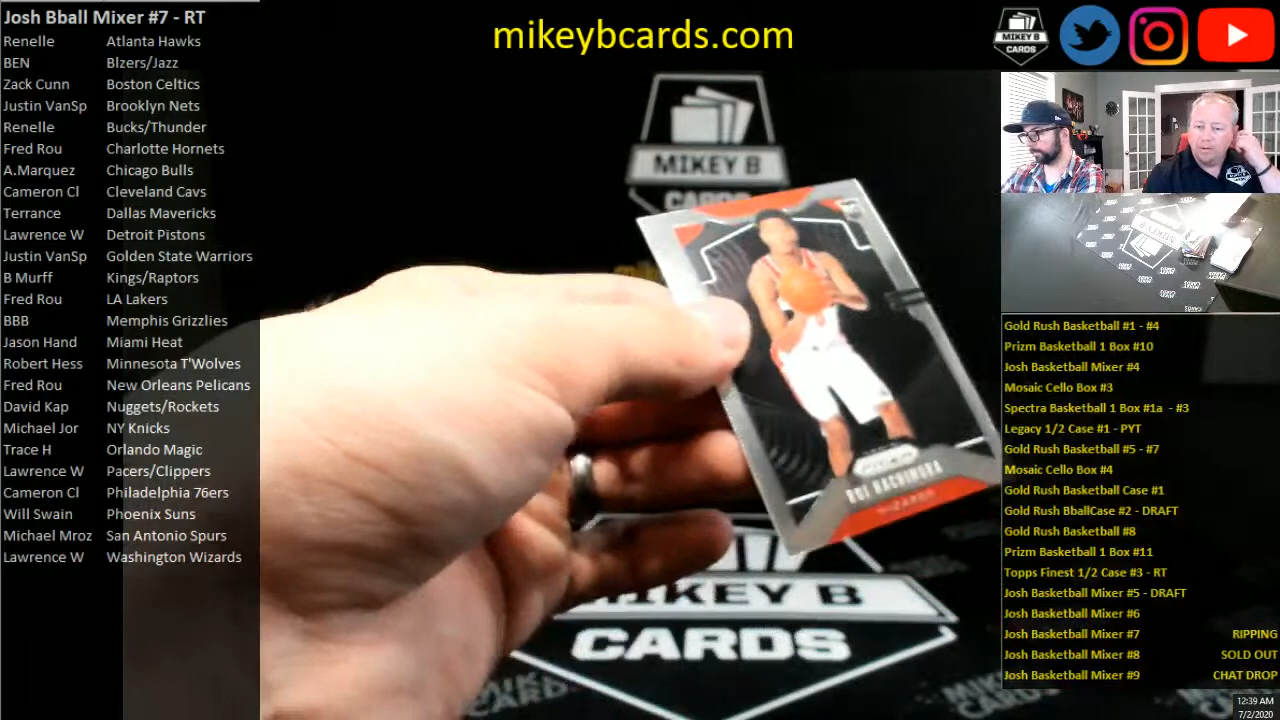 Josh Bball Mixer #7 - RT
Renelle Atlanta Hawks
BEN Blzers/Jazz
Zack Cunn Boston Celtics
Justin VanSp Brooklyn Nets
Renelle Bucks/Thunder
Fred Rou Charlotte Hornets
A.Marquez Chicago Bulls
Cameron Cl Cleveland Cavs
Terrance Dallas Mavericks
Lawrence W Detroit Pistons
Justin VanSp Golden State Warriors
B Murff Kings/Raptors
Fred Rou LA Lakers
BBB Memphis Grizzlies
Jason Hand Miami Heat
Robert Hess Minnesota T'Wolves
Fred Rou New Orleans Pelicans
David Kap Nuggets/Rockets
Michael Jor NY Knicks
Trace H Orlando Magic
Lawrence W Pacers/Clippers
Cameron Cl Philadelphia 76ers
Will Swain Phoenix Suns
Michael Mroz San Antonio Spurs
Lawrence W Washington Wizards
mikeybcards.com
MIKEY B
CARDS
PRIZM
RUI HACHIMURA
WIZARDS
MIKEY B
CARDS
MIKEY B
CARDS
Gold Rush Basketball #1 - #4
Prizm Basketball 1 Box #10
Josh Basketball Mixer #4
Mosaic Cello Box #3
Spectra Basketball 1 Box #1a - #3
Legacy 1/2 Case #1 - PYT
Gold Rush Basketball #5 - #7
Mosaic Cello Box #4
Gold Rush Basketball Case #1
Gold Rush BballCase #2 - DRAFT
Gold Rush Basketball #8
Prizm Basketball 1 Box #11
Topps Finest 1/2 Case #3 - RT
Josh Basketball Mixer #5 - DRAFT
Josh Basketball Mixer #6
Josh Basketball Mixer #7 RIPPING
Josh Basketball Mixer #8 SOLD OUT
Josh Basketball Mixer #9 CHAT DROP
12:39 AM
7/2/2020